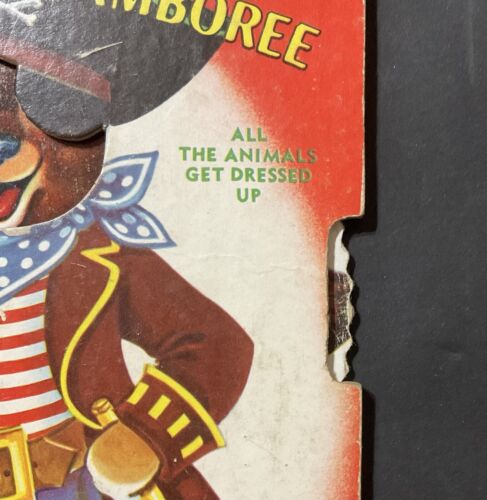 AMBOREE
ALL
THE ANIMALS
GET DRESSED
UP